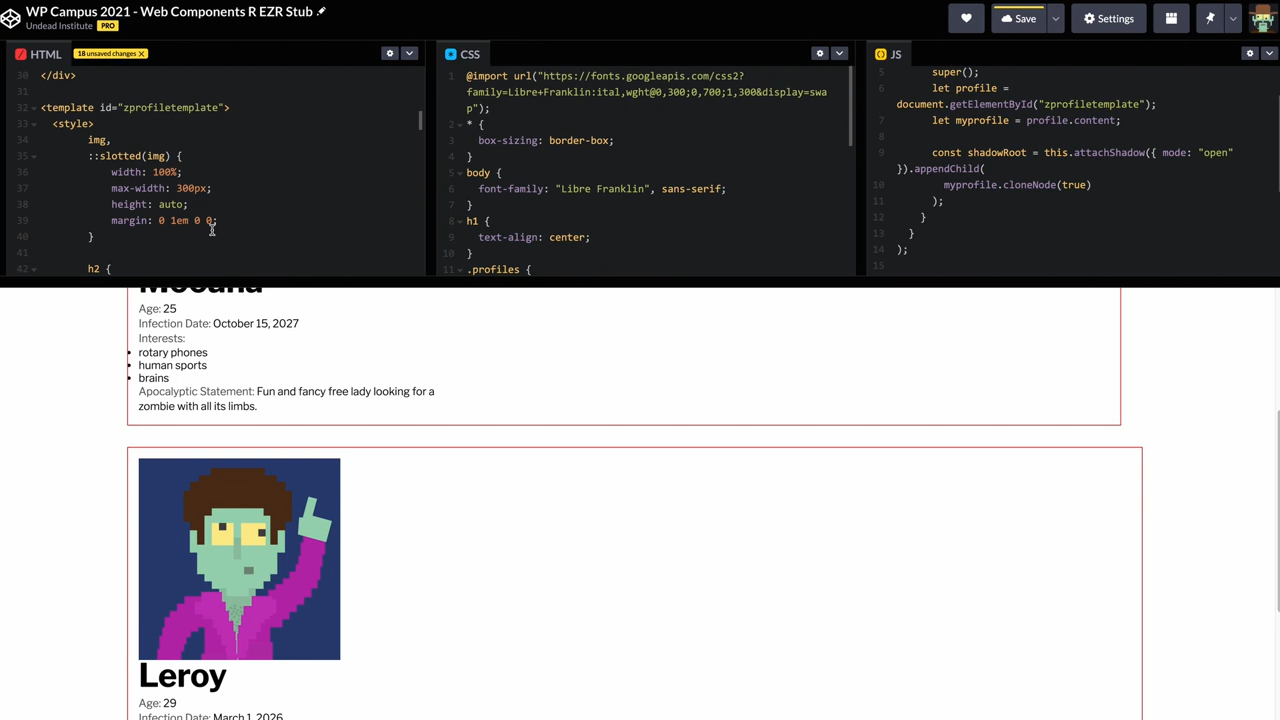 WP Campus 2021 - Web Components R EZR Stub
Undead Institute PRO
Save
Settings
HTML
18 unsaved changes X
30 </div>
31
32 <template id="zprofiletemplate">
33 <style>
34 img,
35 ::slotted(img) {
36 width: 100%;
37 max-width: 300px;
38 height: auto;
39 margin: 0 1em 0 0;
40 }
41
42 h2 {
CSS
1 @import url("https://fonts.googleapis.com/css2?
family=Libre+Franklin:ital,wght@0,300;0,700;1,300&display=swa
p");
2 * {
3 box-sizing: border-box;
4 }
5 body {
6 font-family: "Libre Franklin", sans-serif;
7 }
8 h1 {
9 text-align: center;
10 }
11 .profiles {
JS
5 super();
6 let profile =
document.getElementById("zprofiletemplate");
7 let myprofile = profile.content;
8
9 const shadowRoot = this.attachShadow({ mode: "open"
}).appendChild(
10 myprofile.cloneNode(true)
11 );
12 }
13 }
14 );
15
Age: 25
Infection Date: October 15, 2027
Interests:
• rotary phones
• human sports
• brains
Apocalyptic Statement: Fun and fancy free lady looking for a
zombie with all its limbs.
Leroy
Age: 29
Infection Date: March 1, 2026